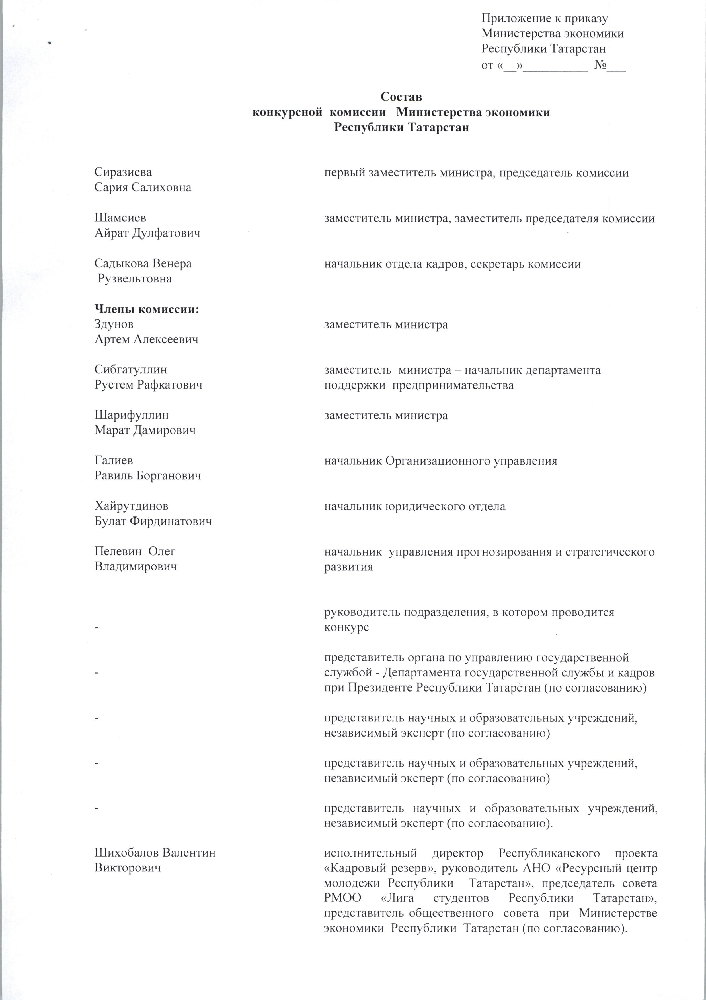 Приложение к приказу
Министерства экономики
Республики Татарстан
от «__»__________ №___
Состав
конкурсной комиссии Министерства экономики
Республики Татарстан
Сиразиева
Сария Салиховна
первый заместитель министра, председатель комиссии
Шамсиев
Айрат Дулфатович
заместитель министра, заместитель председателя комиссии
Садыкова Венера
Рузвельтовна
начальник отдела кадров, секретарь комиссии
Члены комиссии:
Здунов
Артем Алексеевич
заместитель министра
Сибгатуллин
Рустем Рафкатович
заместитель министра – начальник департамента
поддержки предпринимательства
Шарифуллин
Марат Дамирович
заместитель министра
Галиев
Равиль Борганович
начальник Организационного управления
Хайрутдинов
Булат Фирдинатович
начальник юридического отдела
Пелевин Олег
Владимирович
начальник управления прогнозирования и стратегического
развития
-
руководитель подразделения, в котором проводится
конкурс
-
представитель органа по управлению государственной
службой - Департамента государственной службы и кадров
при Президенте Республики Татарстан (по согласованию)
-
представитель научных и образовательных учреждений,
независимый эксперт (по согласованию)
-
представитель научных и образовательных учреждений,
независимый эксперт (по согласованию)
-
представитель научных и образовательных учреждений,
независимый эксперт (по согласованию).
Шихобалов Валентин
Викторович
исполнительный директор Республиканского проекта
«Кадровый резерв», руководитель АНО «Ресурсный центр
молодежи Республики Татарстан», председатель совета
РМОО «Лига студентов Республики Татарстан»,
представитель общественного совета при Министерстве
экономики Республики Татарстан (по согласованию).